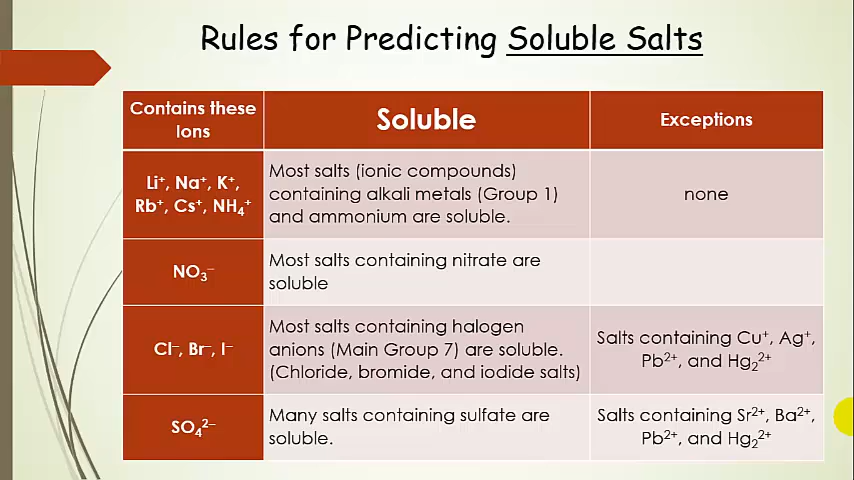 Rules for Predicting Soluble Salts
Contains these
Ions
Soluble
Exceptions
Li⁺, Na⁺, K⁺,
Rb⁺, Cs⁺, NH₄⁺
Most salts (ionic compounds)
containing alkali metals (Group 1)
and ammonium are soluble.
none
NO₃⁻
Most salts containing nitrate are
soluble
Cl⁻, Br⁻, I⁻
Most salts containing halogen
anions (Main Group 7) are soluble.
(Chloride, bromide, and iodide salts)
Salts containing Cu⁺, Ag⁺,
Pb²⁺, and Hg₂²⁺
SO₄²⁻
Many salts containing sulfate are
soluble.
Salts containing Sr²⁺, Ba²⁺,
Pb²⁺, and Hg₂²⁺